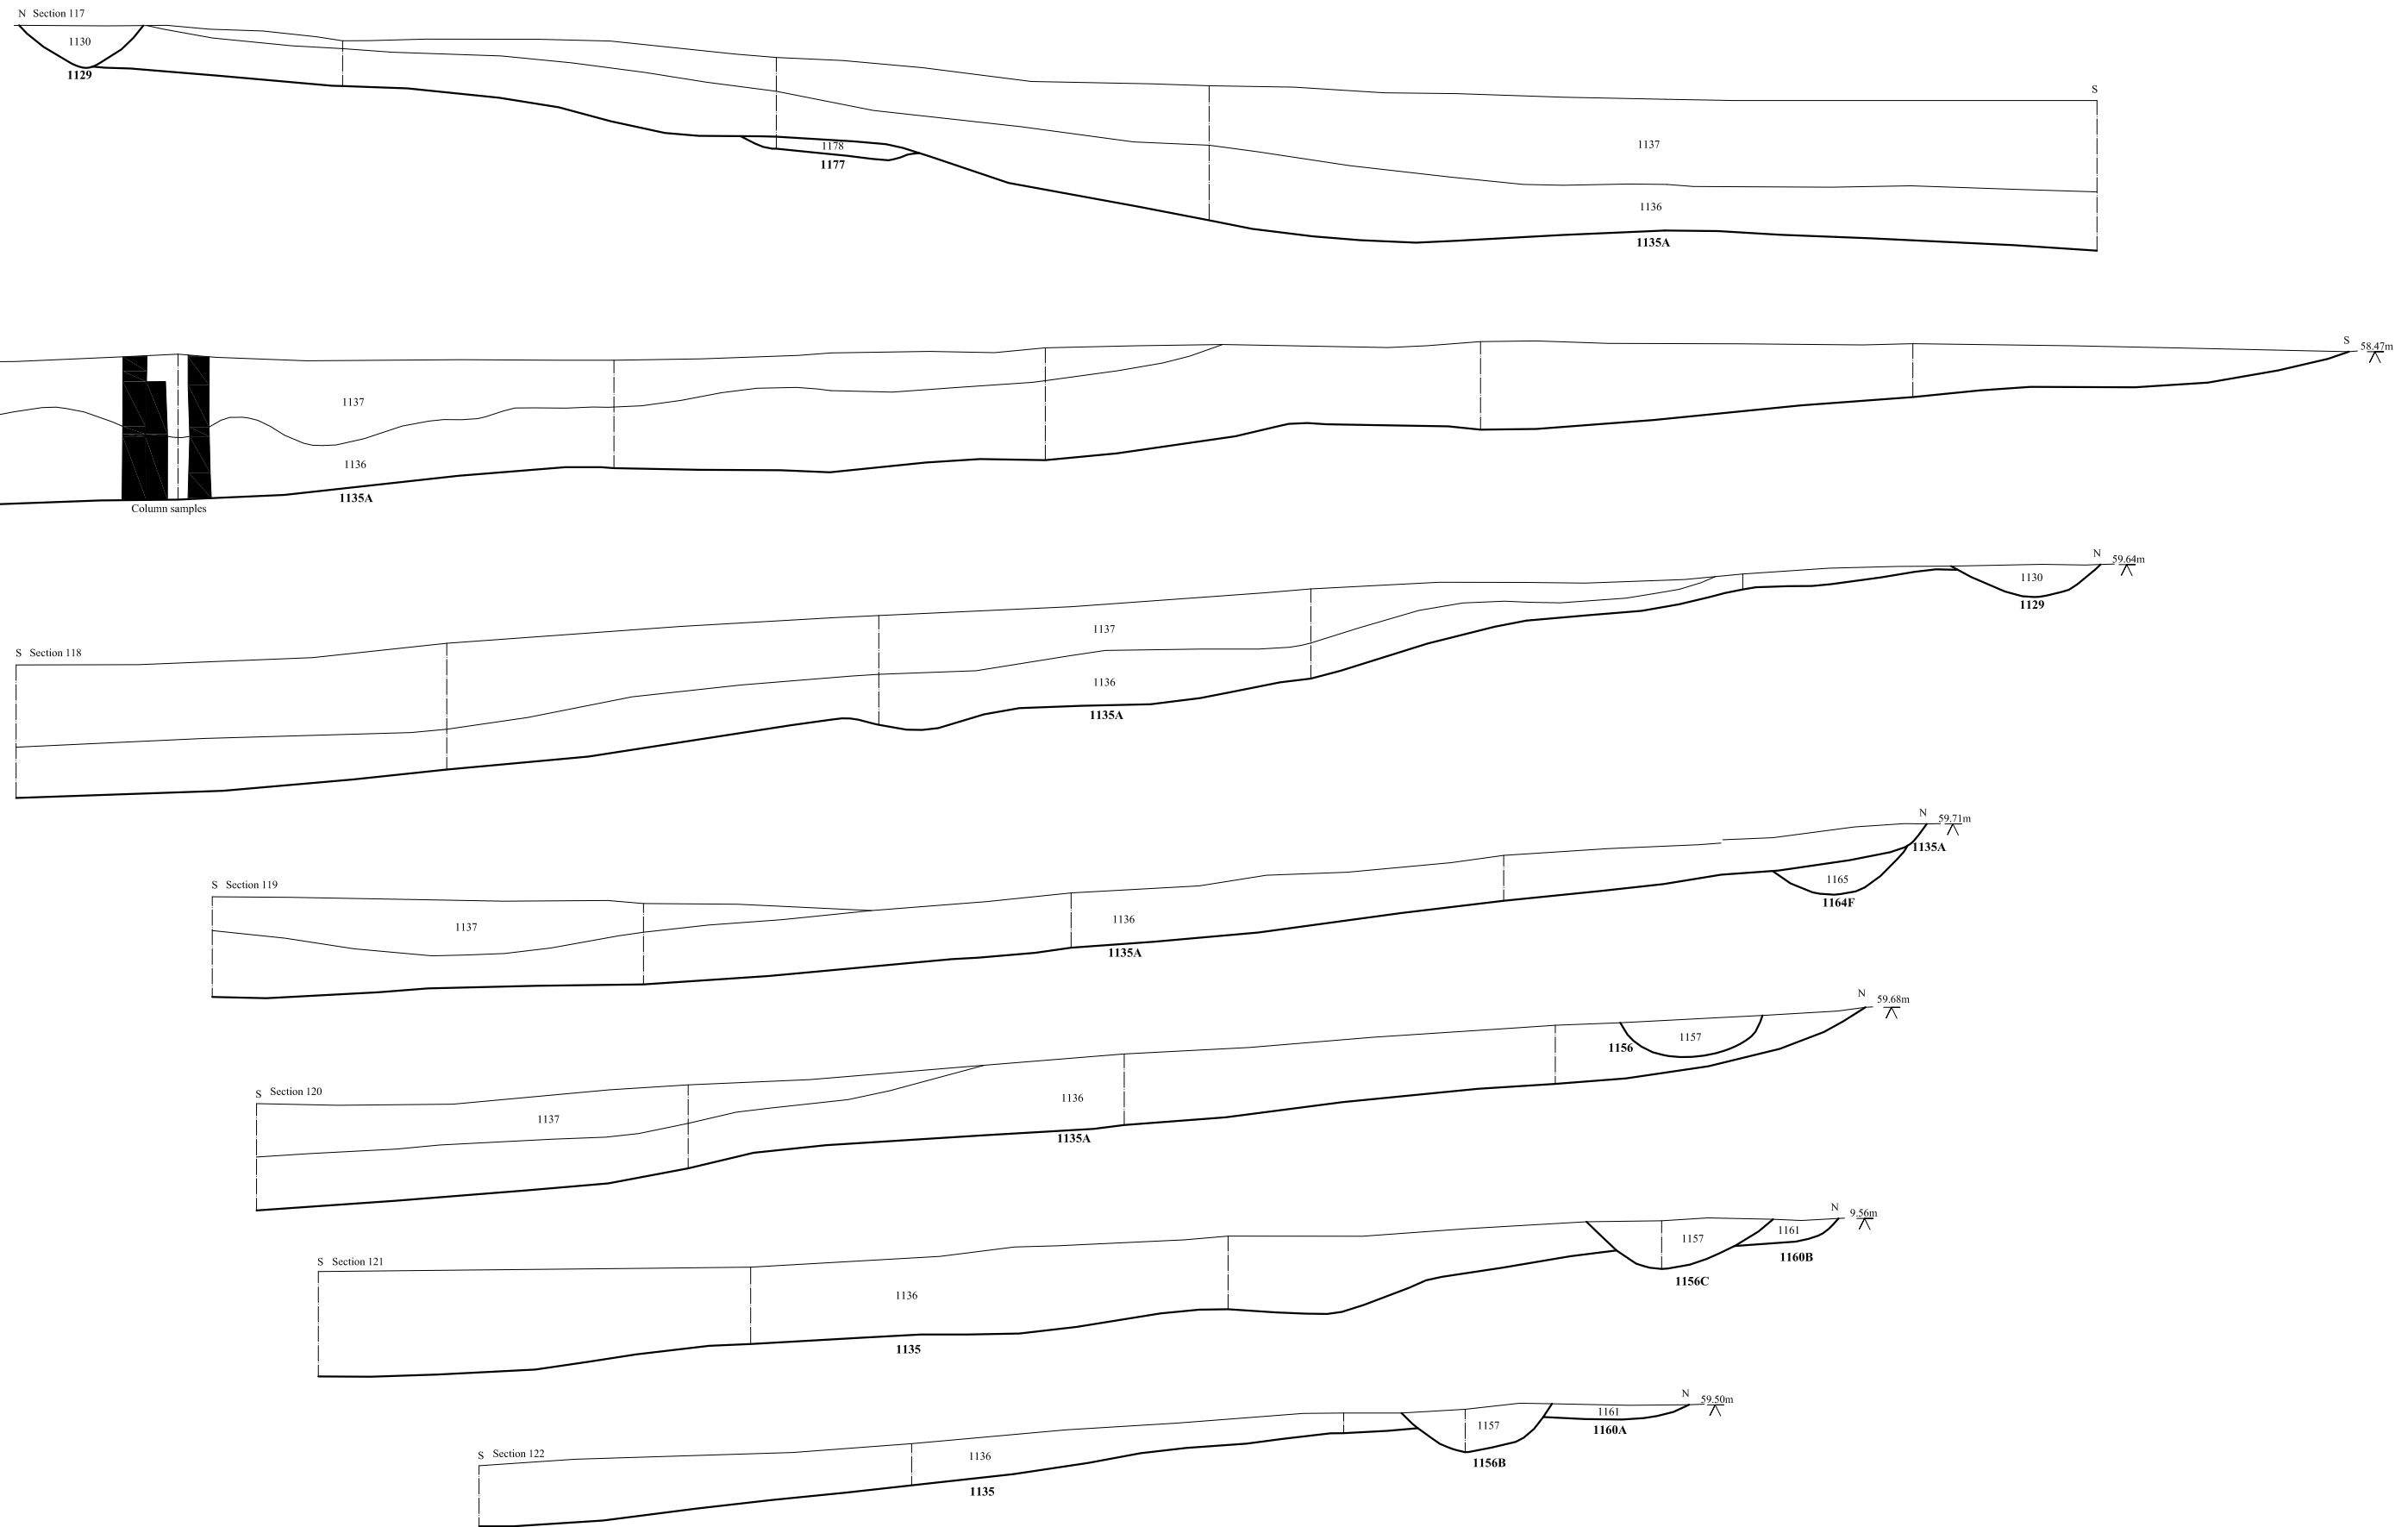 N Section 117
1130
1129
S
1178
1177
1137
1136
1135A
S
58.47m
1137
1136
1135A
Column samples
N
59.64m
1130
1129
S Section 118
1137
1136
1135A
N
59.71m
1135A
1165
1164F
S Section 119
1137
1136
1135A
N
59.68m
1157
1156
S Section 120
1137
1136
1135A
N
9.56m
1161
1157
1160B
1156C
S Section 121
1136
1135
N
59.50m
1161
1157
1160A
1156B
S Section 122
1136
1135